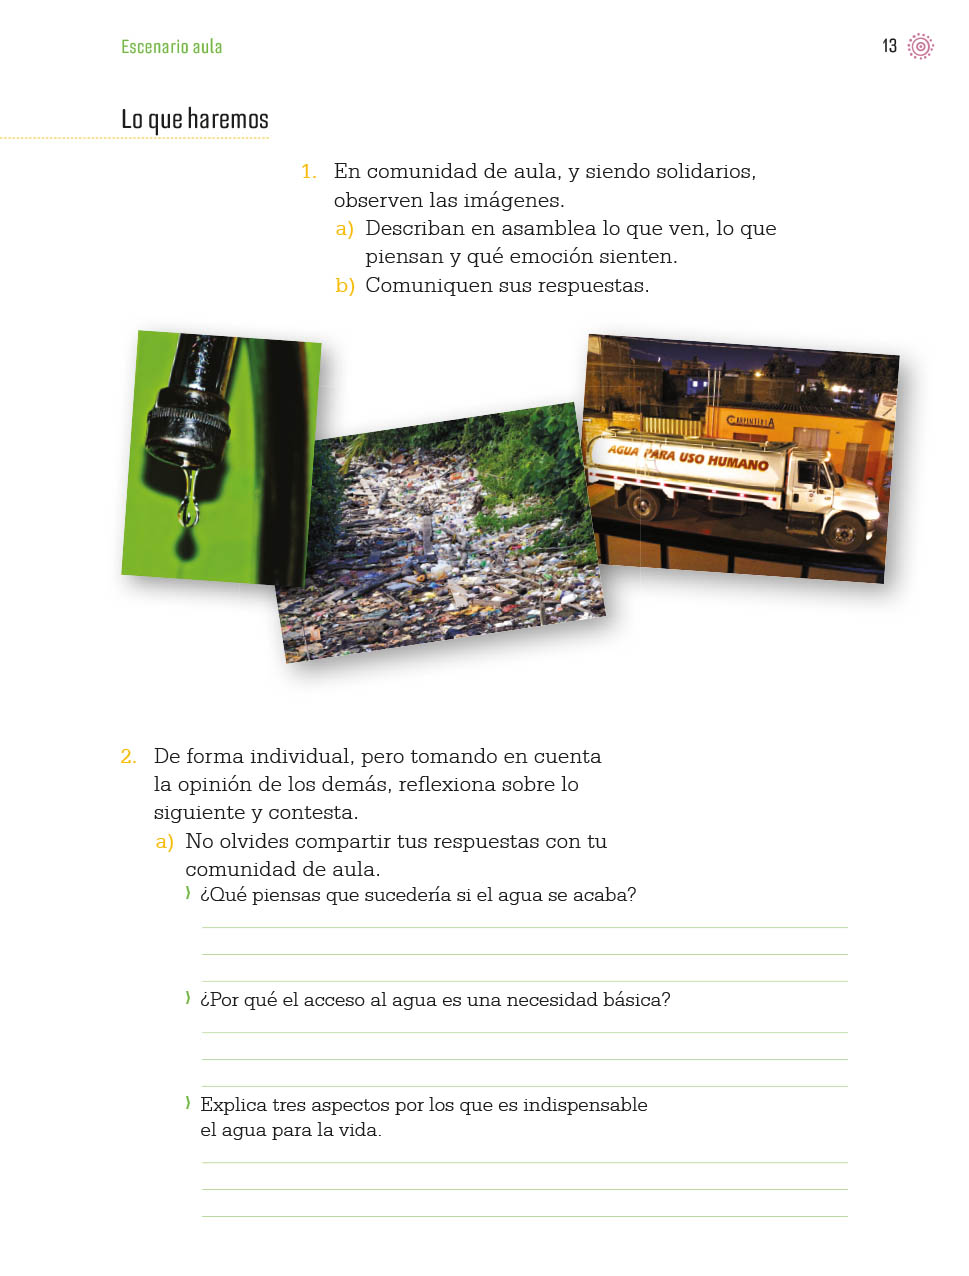 Escenario aula
13
Lo que haremos
1. En comunidad de aula, y siendo solidarios,
observen las imágenes.
a) Describan en asamblea lo que ven, lo que
piensan y qué emoción sienten.
b) Comuniquen sus respuestas.
CARPINTERÍA
AGUA PARA USO HUMANO
2. De forma individual, pero tomando en cuenta
la opinión de los demás, reflexiona sobre lo
siguiente y contesta.
a) No olvides compartir tus respuestas con tu
comunidad de aula.
¿Qué piensas que sucedería si el agua se acaba?
¿Por qué el acceso al agua es una necesidad básica?
Explica tres aspectos por los que es indispensable
el agua para la vida.